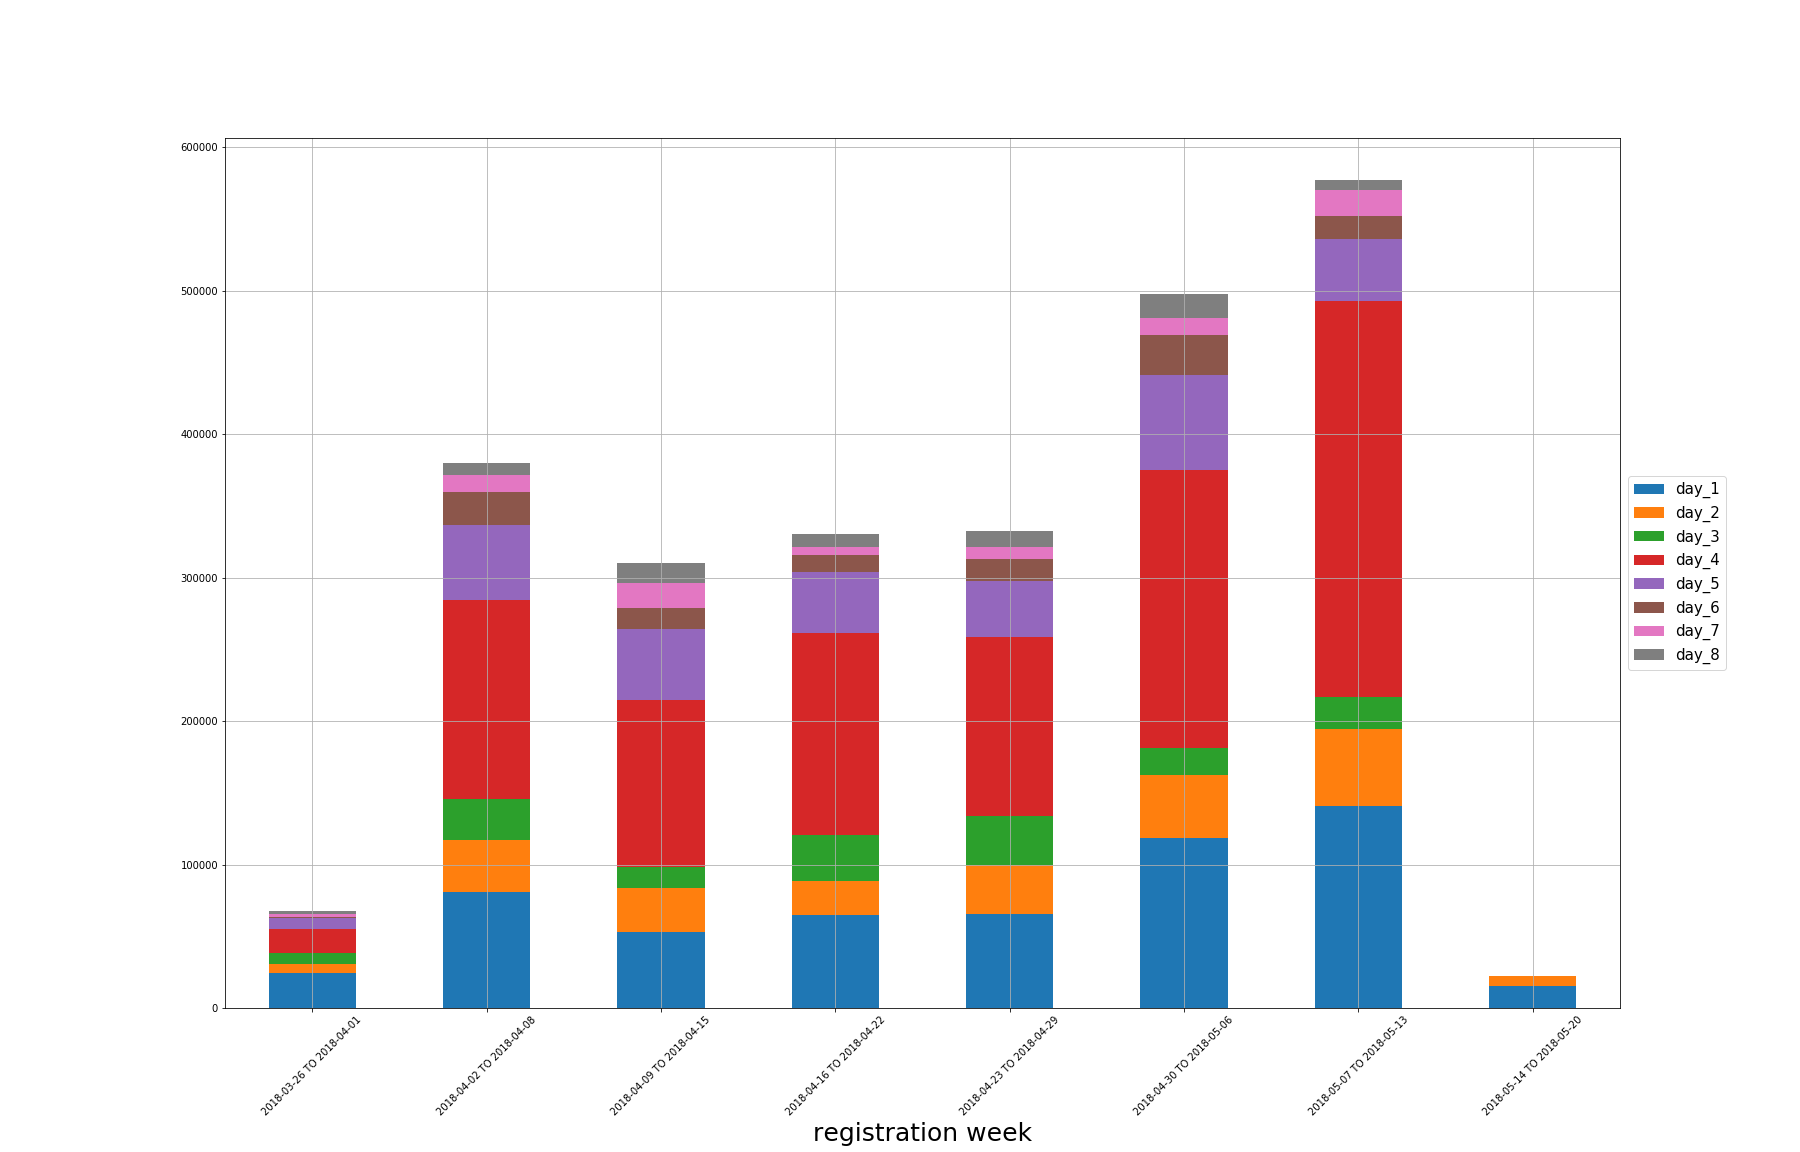 600000
500000
400000
300000
200000
100000
0
day_1
day_2
day_3
day_4
day_5
day_6
day_7
day_8
2018-03-26 TO 2018-04-01
2018-04-02 TO 2018-04-08
2018-04-09 TO 2018-04-15
2018-04-16 TO 2018-04-22
2018-04-23 TO 2018-04-29
2018-04-30 TO 2018-05-06
2018-05-07 TO 2018-05-13
2018-05-14 TO 2018-05-20
registration week